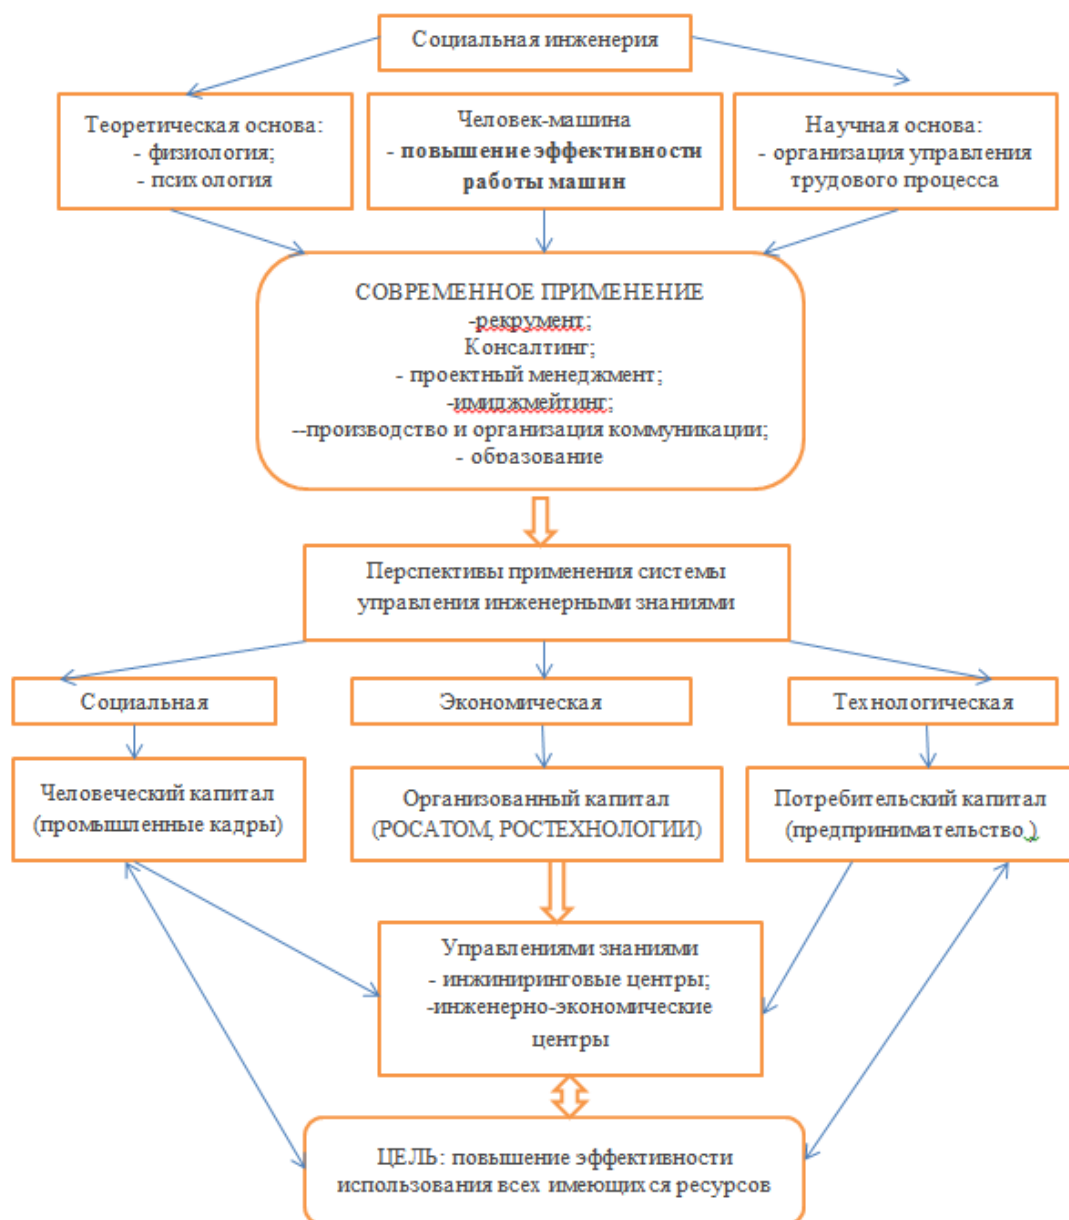 Социальная инженерия
Теоретическая основа:
- физиология;
- психология
Человек-машина
- повышение эффективности
работы машин
Научная основа:
- организация управления
трудового процесса
СОВРЕМЕННОЕ ПРИМЕНЕНИЕ
-рекрумент;
Консалтинг;
- проектный менеджмент;
-имиджмейтинг;
--производство и организация коммуникации;
- образование
Перспективы применения системы
управления инженерными знаниями
Социальная
Экономическая
Технологическая
Человеческий капитал
(промышленные кадры)
Организованный капитал
(РОСАТОМ, РОСТЕХНОЛОГИИ)
Потребительский капитал
(предпринимательство )
Управлениями знаниями
- инжиниринговые центры;
-инженерно-экономические
центры
ЦЕЛЬ: повышение эффективности
использования всех имеющихся ресурсов